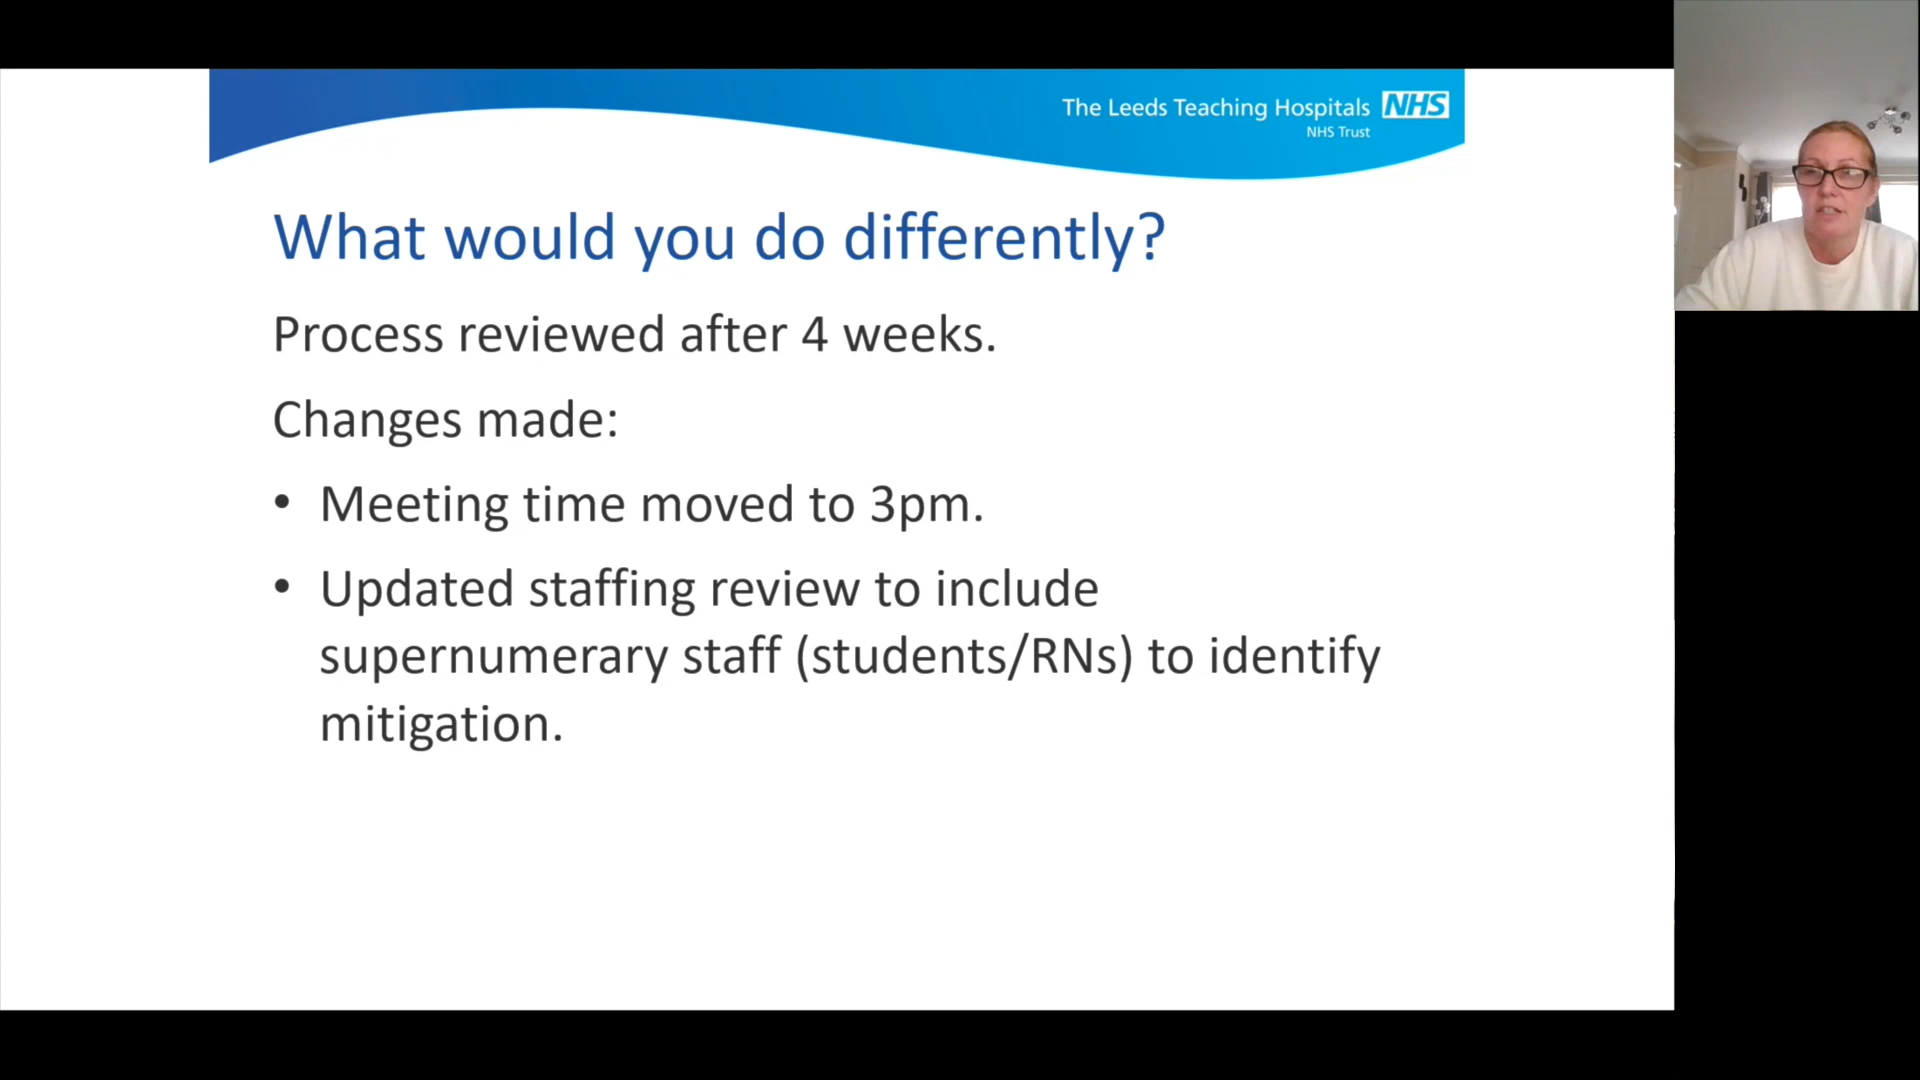 The Leeds Teaching Hospitals NHS
NHS Trust
What would you do differently?
Process reviewed after 4 weeks.
Changes made:
• Meeting time moved to 3pm.
• Updated staffing review to include
supernumerary staff (students/RNs) to identify
mitigation.